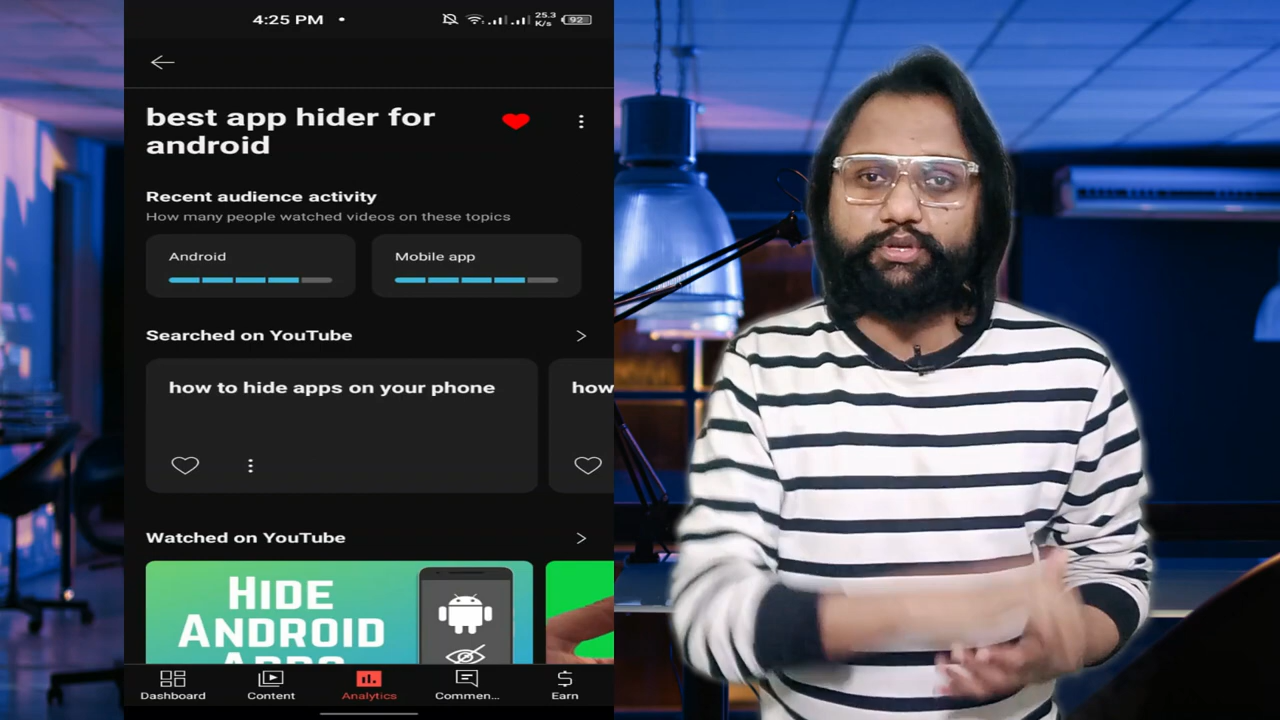 4:25 PM
25.3
K/s
92
best app hider for
android
Recent audience activity
How many people watched videos on these topics
Android
Mobile app
Searched on YouTube
how to hide apps on your phone
how
Watched on YouTube
HIDE
ANDROID
APPS
Dashboard
Content
Analytics
Commen...
Earn